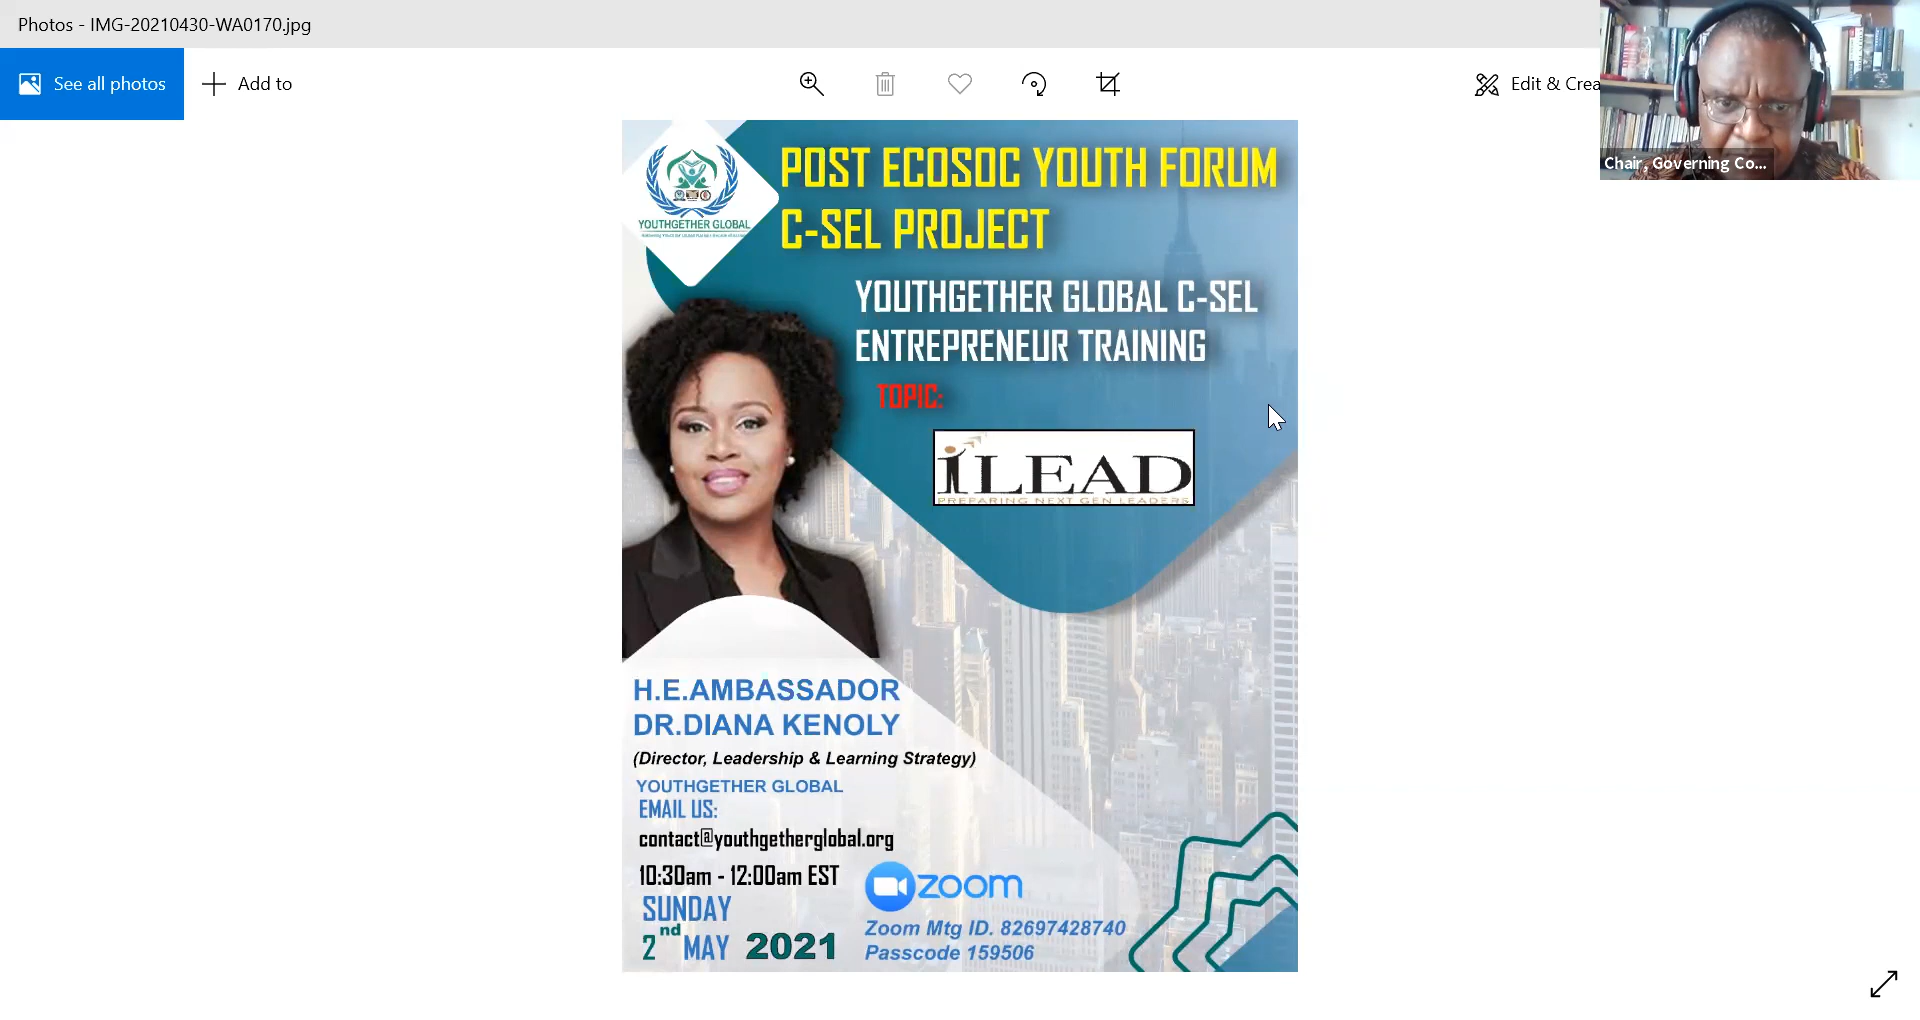 Photos - IMG-20210430-WA0170.jpg
See all photos
Add to
Edit & Crea
Chair, Governing Co...
YOUTHGETHER GLOBAL
POST ECOSOC YOUTH FORUM
C-SEL PROJECT
YOUTHGETHER GLOBAL C-SEL
ENTREPRENEUR TRAINING
TOPIC:
iLEAD
PREPARING NEXT GEN LEADERS
H.E.AMBASSADOR
DR.DIANA KENOLY
(Director, Leadership & Learning Strategy)
YOUTHGETHER GLOBAL
EMAIL US:
contact@youthgetherglobal.org
10:30am - 12:00am EST
SUNDAY
2nd MAY 2021
zoom
Zoom Mtg ID. 82697428740
Passcode 159506